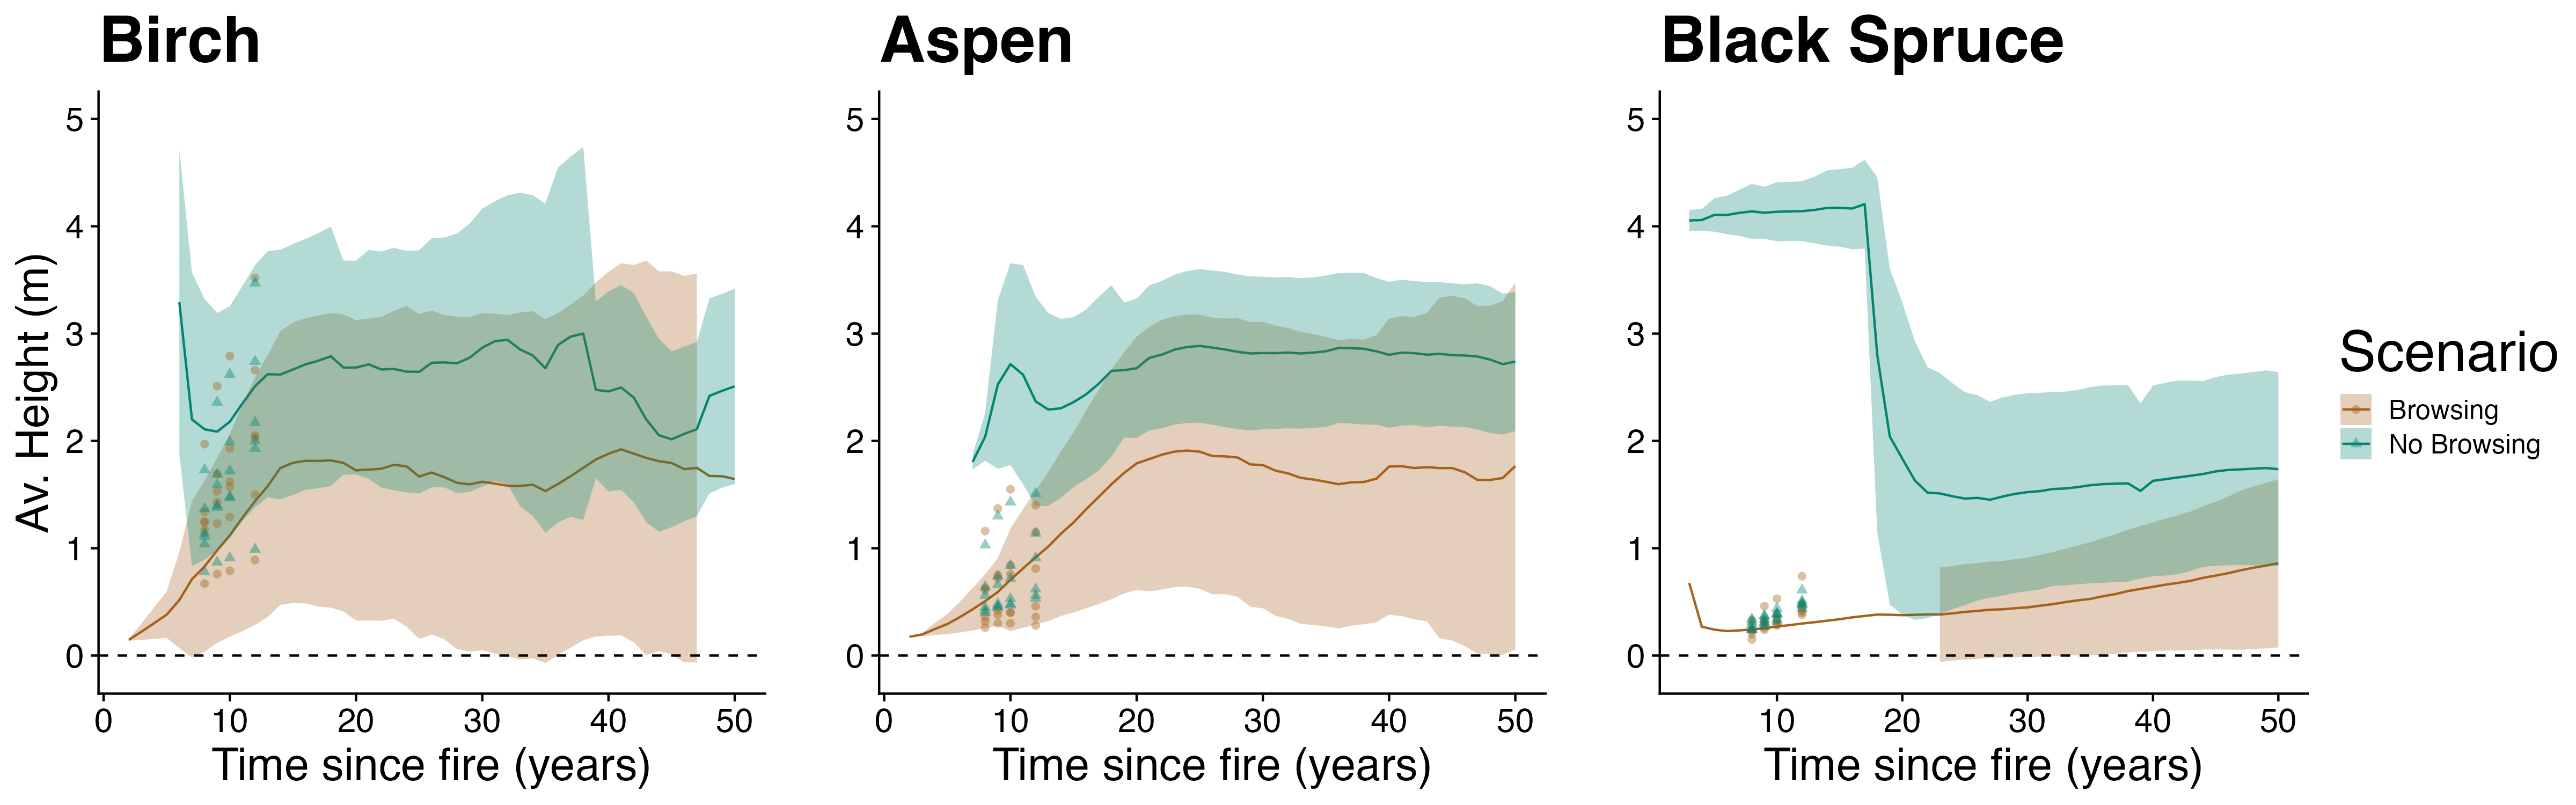 Birch
Aspen
Black Spruce
Av. Height (m)
5
4
3
2
1
0
0 10 20 30 40 50
Time since fire (years)
5
4
3
2
1
0
0 10 20 30 40 50
Time since fire (years)
5
4
3
2
1
0
10 20 30 40 50
Time since fire (years)
Scenario
Browsing
No Browsing